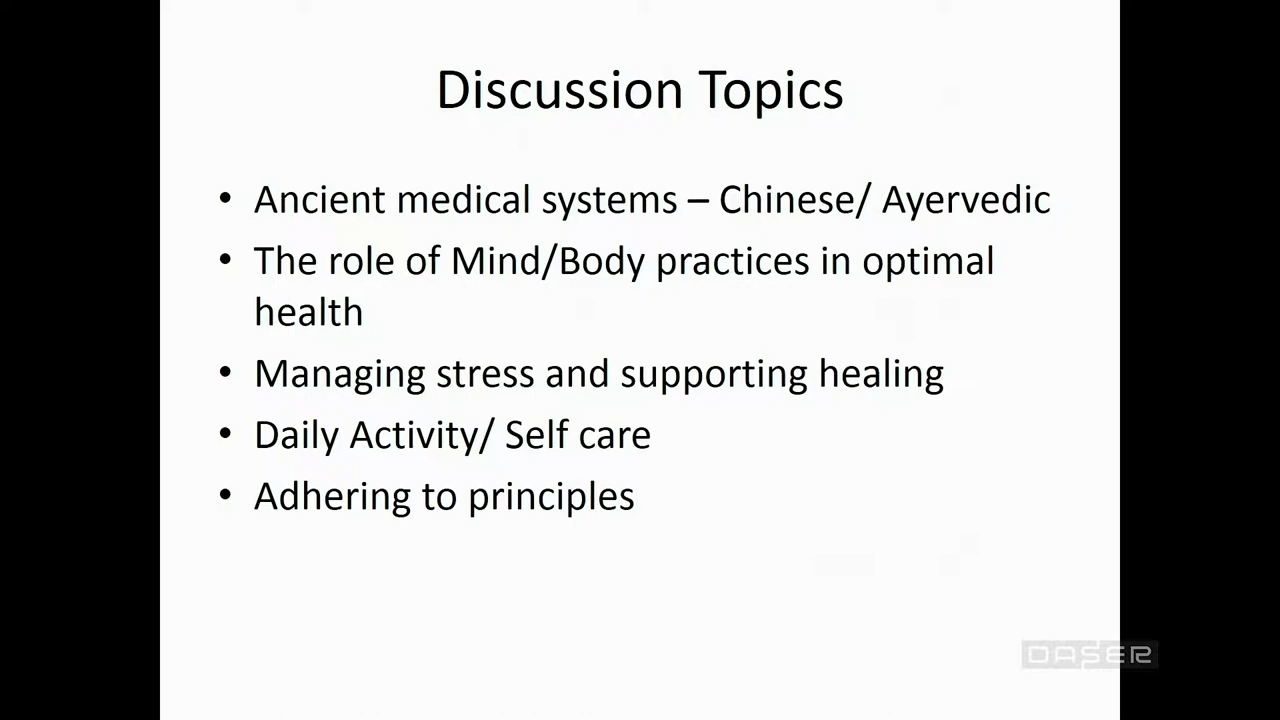 Discussion Topics
• Ancient medical systems – Chinese/ Ayervedic
• The role of Mind/Body practices in optimal
health
• Managing stress and supporting healing
• Daily Activity/ Self care
• Adhering to principles
DASER